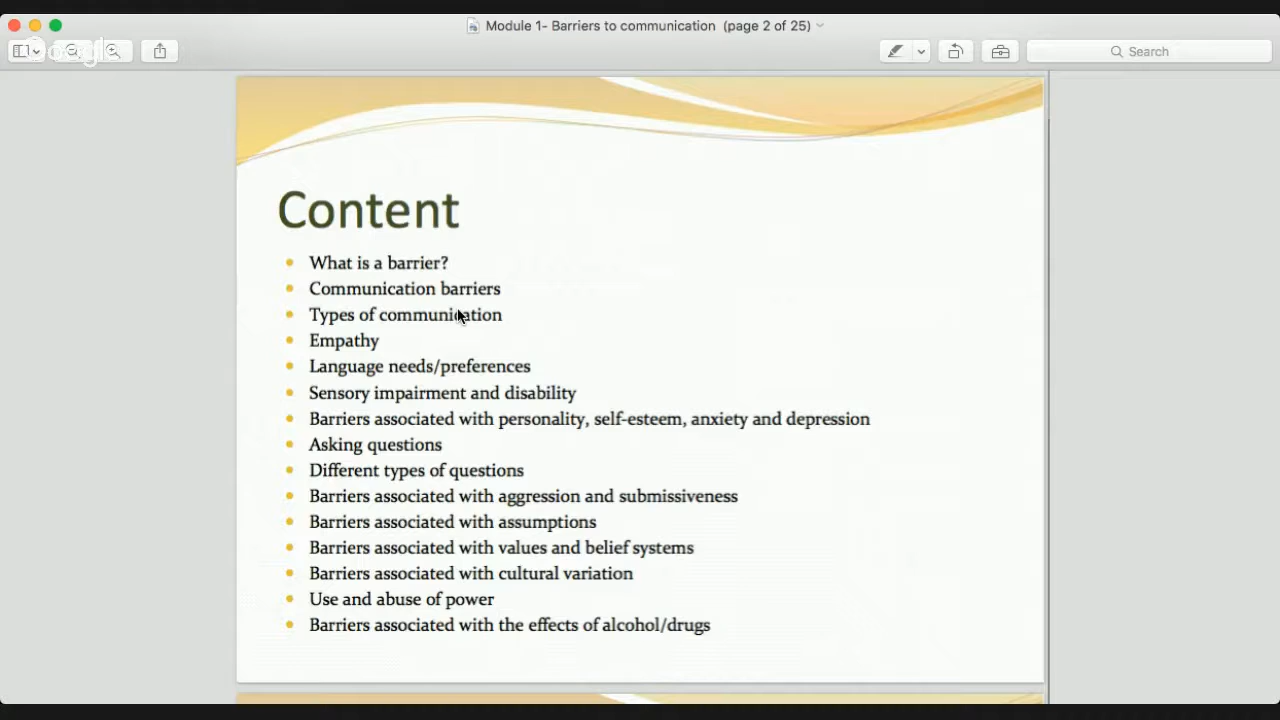 Module 1- Barriers to communication (page 2 of 25)
Google
Search
Content
What is a barrier?
Communication barriers
Types of communication
Empathy
Language needs/preferences
Sensory impairment and disability
Barriers associated with personality, self-esteem, anxiety and depression
Asking questions
Different types of questions
Barriers associated with aggression and submissiveness
Barriers associated with assumptions
Barriers associated with values and belief systems
Barriers associated with cultural variation
Use and abuse of power
Barriers associated with the effects of alcohol/drugs